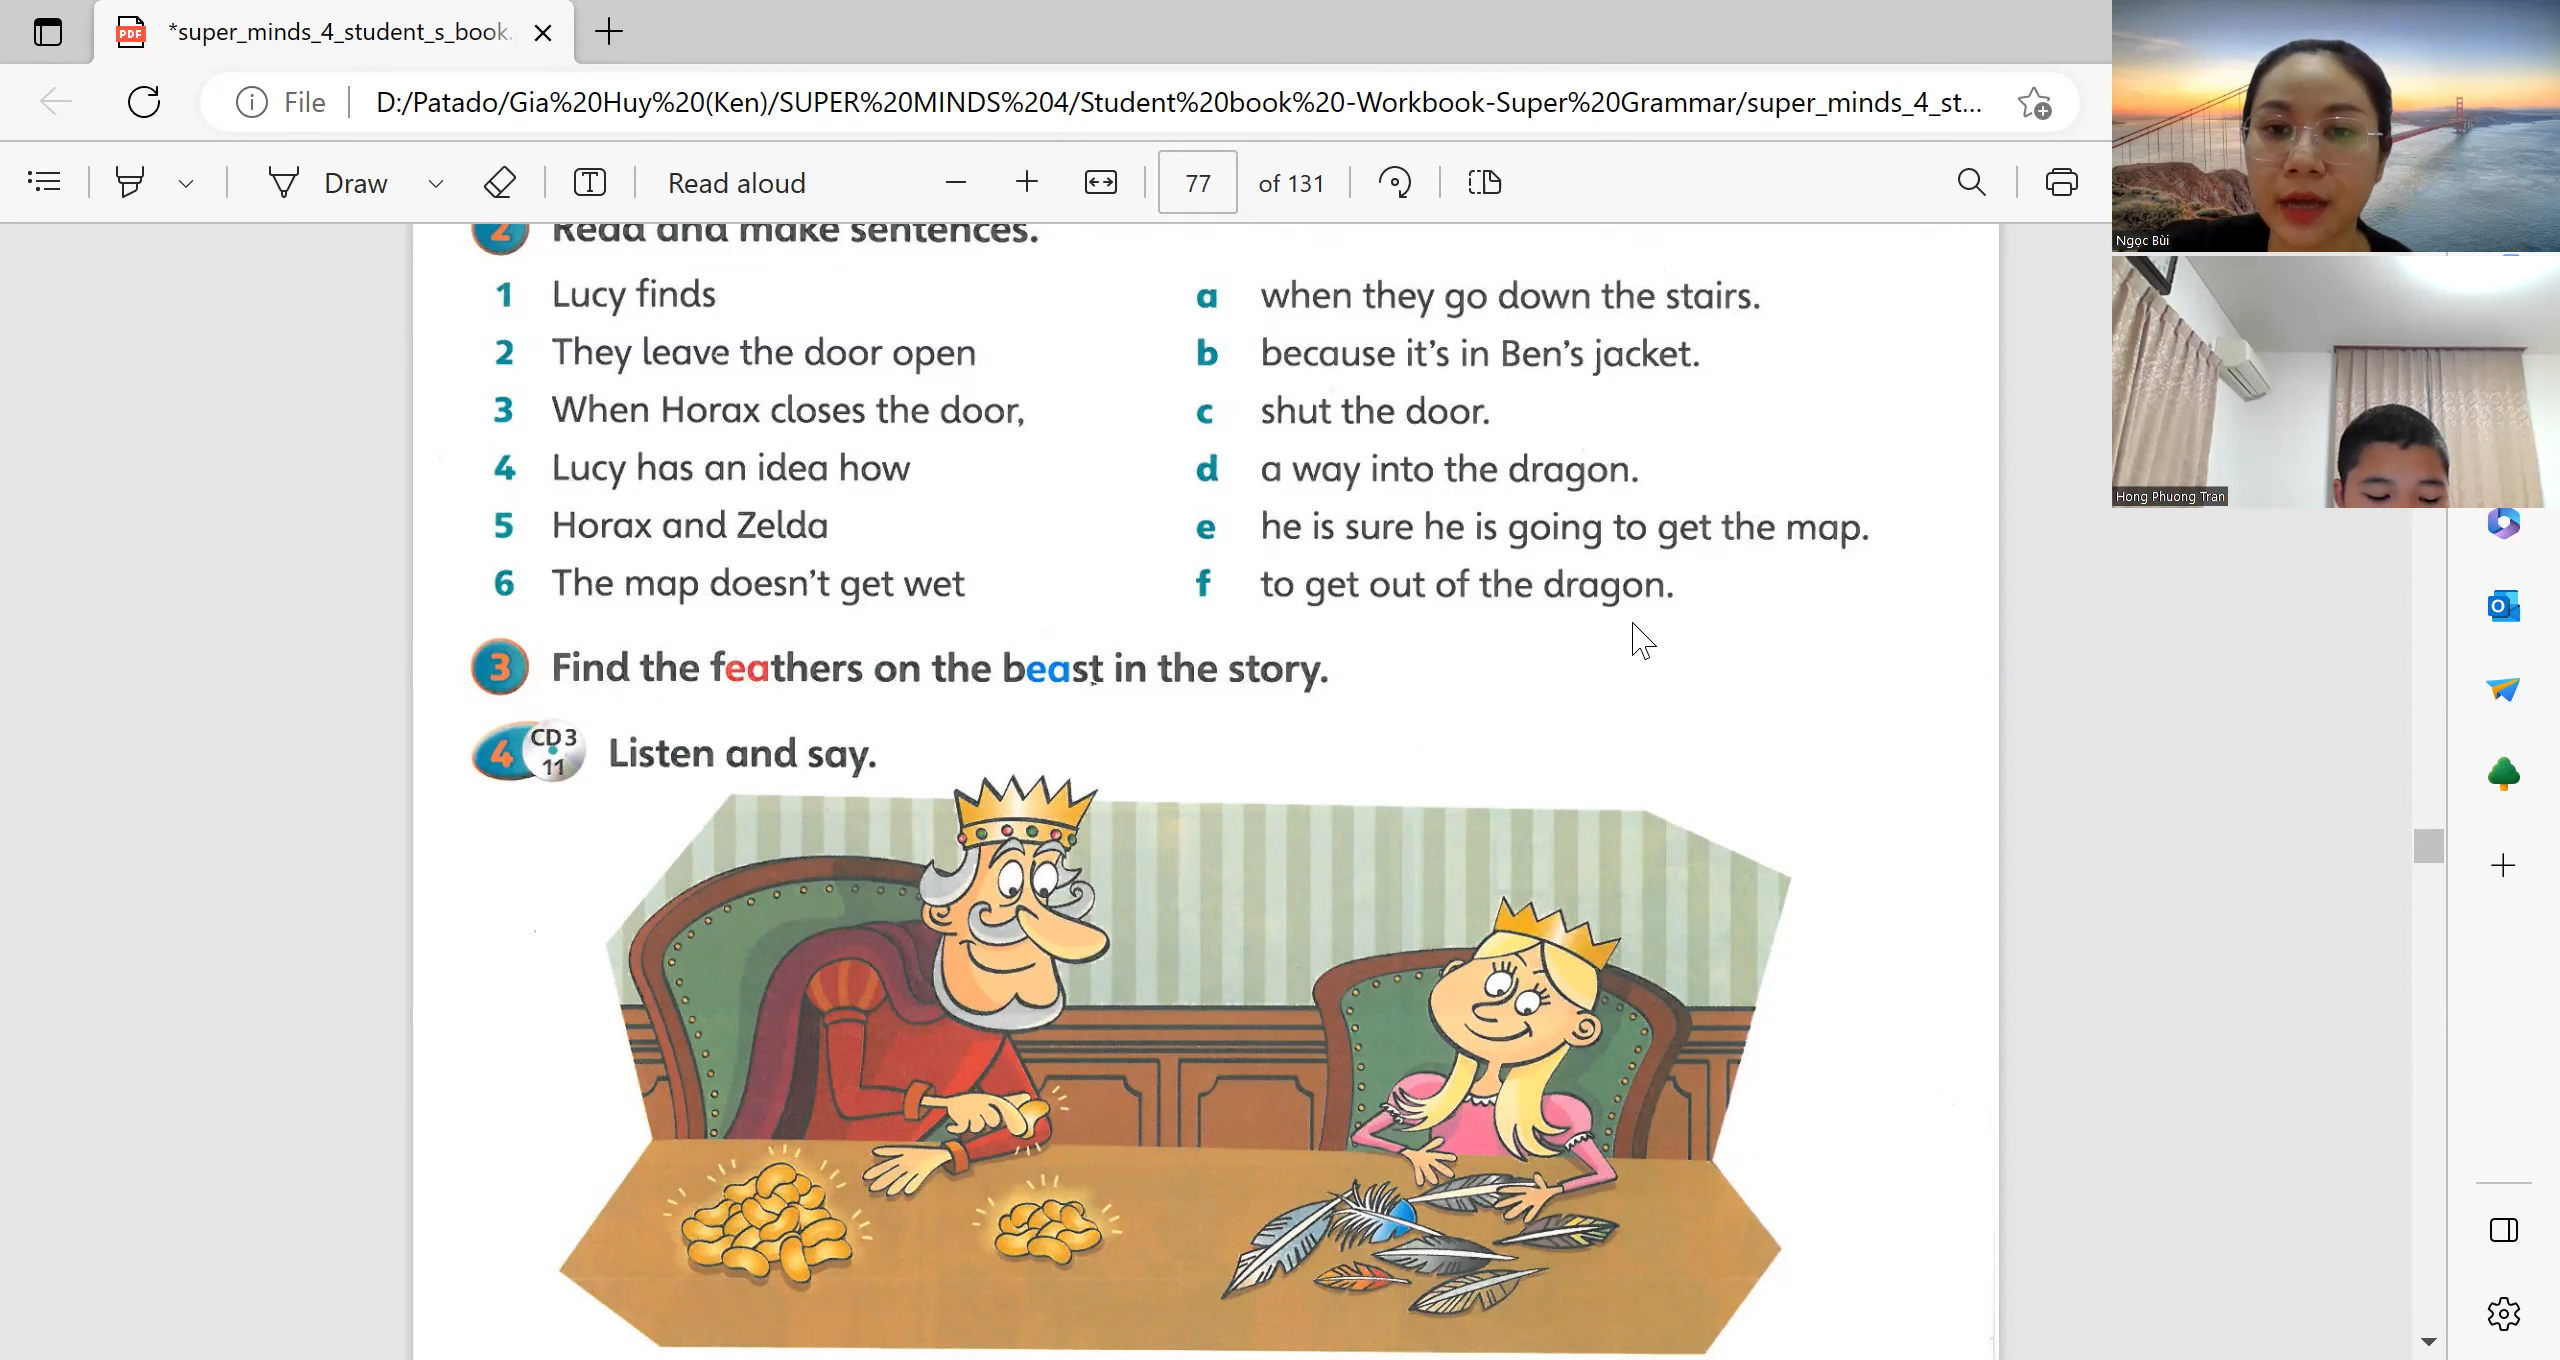 *super_minds_4_student_s_book.
File
D:/Patado/Gia%20Huy%20(Ken)/SUPER%20MINDS%204/Student%20book%20-Workbook-Super%20Grammar/super_minds_4_st...
Draw
Read aloud
77 of 131
2 Read and make sentences.
1 Lucy finds
2 They leave the door open
3 When Horax closes the door,
4 Lucy has an idea how
5 Horax and Zelda
6 The map doesn't get wet
a when they go down the stairs.
b because it's in Ben's jacket.
c shut the door.
d a way into the dragon.
e he is sure he is going to get the map.
f to get out of the dragon.
3 Find the feathers on the beast in the story.
4 CD3 11 Listen and say.
Ngọc Bùi
Hong Phuong Tran